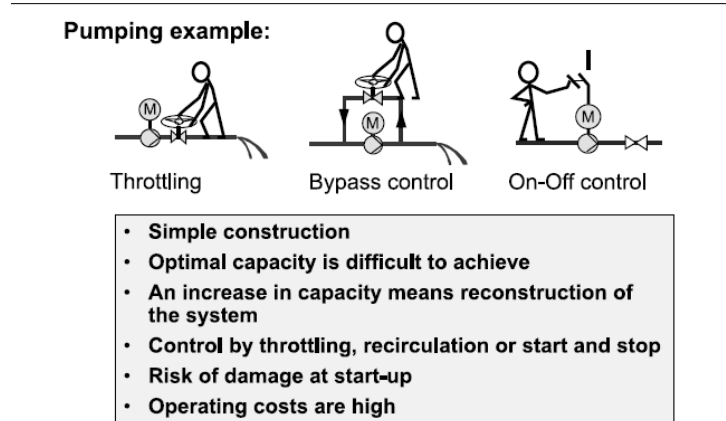 Pumping example:
M
M
M
Throttling
Bypass control
On-Off control
• Simple construction
• Optimal capacity is difficult to achieve
• An increase in capacity means reconstruction of
the system
• Control by throttling, recirculation or start and stop
• Risk of damage at start-up
• Operating costs are high